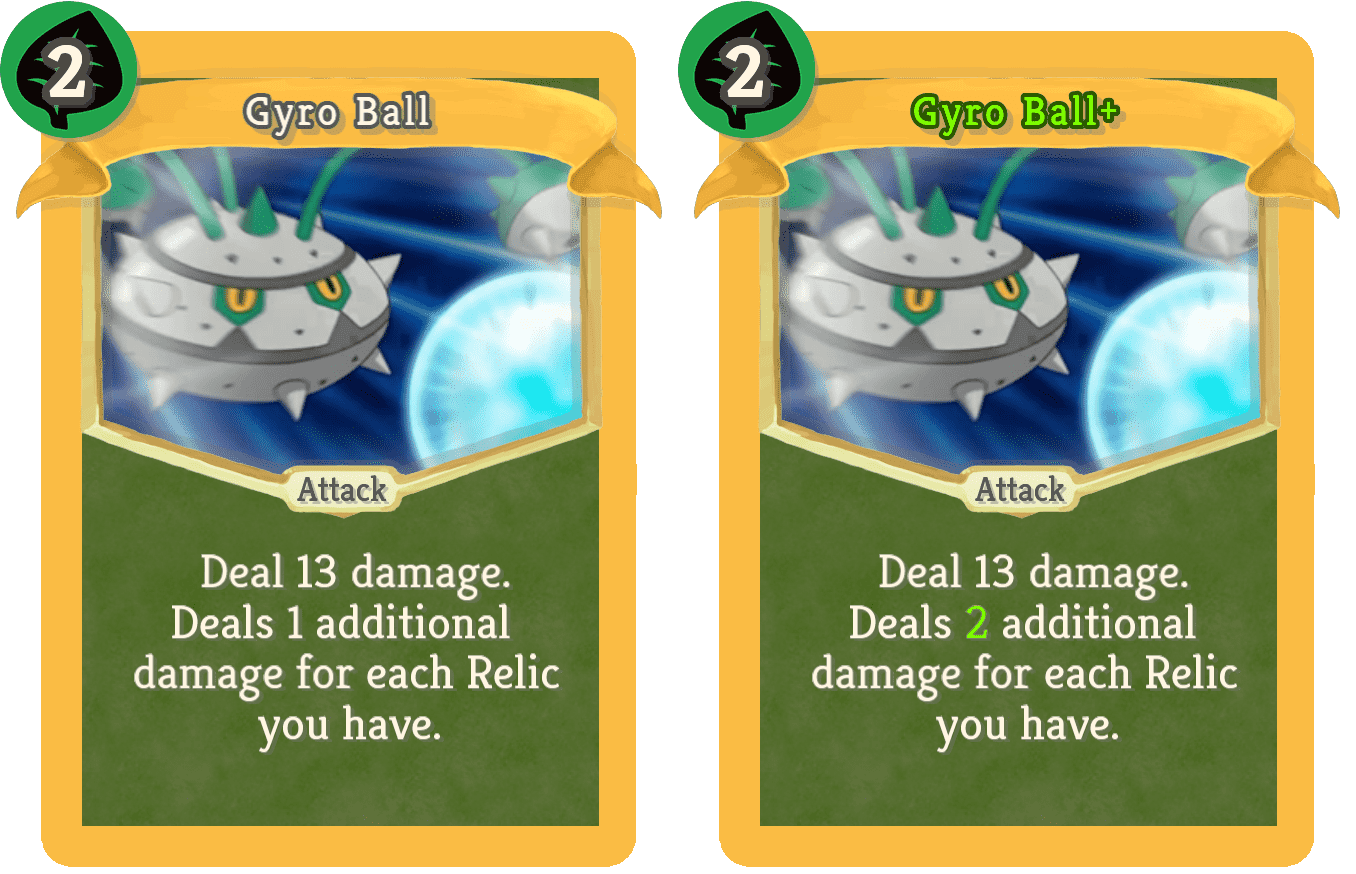 2
Gyro Ball
Attack
Deal 13 damage.
Deals 1 additional
damage for each Relic
you have.
2
Gyro Ball+
Attack
Deal 13 damage.
Deals 2 additional
damage for each Relic
you have.